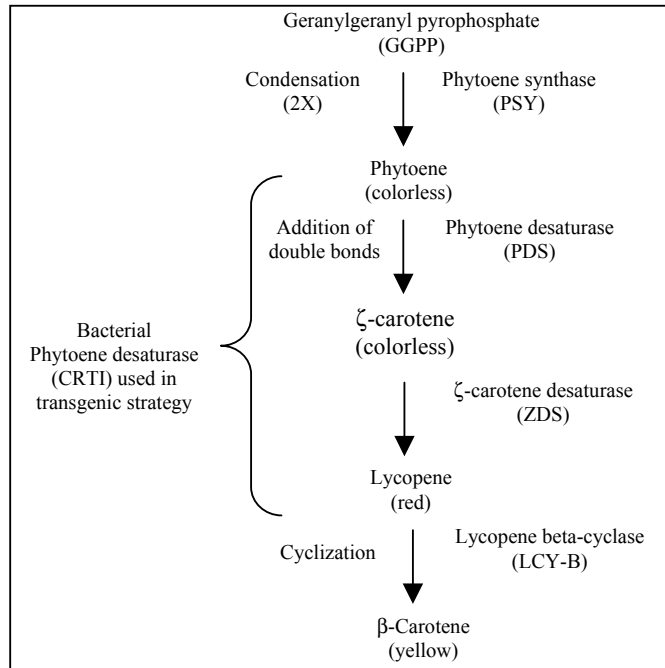 Geranylgeranyl pyrophosphate
(GGPP)
Condensation
(2X)
Phytoene synthase
(PSY)
Phytoene
(colorless)
Addition of
double bonds
Phytoene desaturase
(PDS)
ζ-carotene
(colorless)
Bacterial
Phytoene desaturase
(CRTI) used in
transgenic strategy
ζ-carotene desaturase
(ZDS)
Lycopene
(red)
Cyclization
Lycopene beta-cyclase
(LCY-B)
β-Carotene
(yellow)